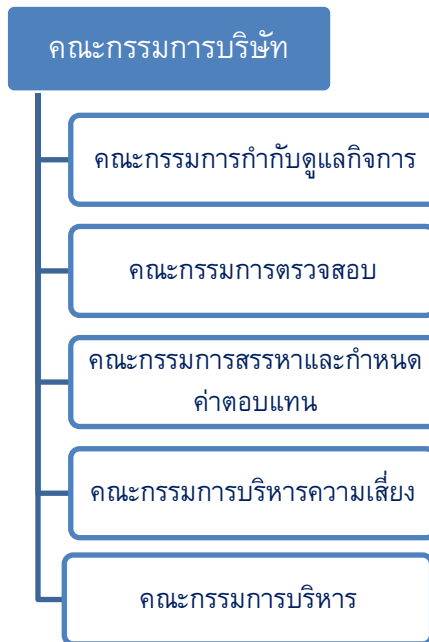 คณะกรรมการบริษัท
คณะกรรมการกำกับดูแลกิจการ
คณะกรรมการตรวจสอบ
คณะกรรมการสรรหาและกำหนด
ค่าตอบแทน
คณะกรรมการบริหารความเสี่ยง
คณะกรรมการบริหาร